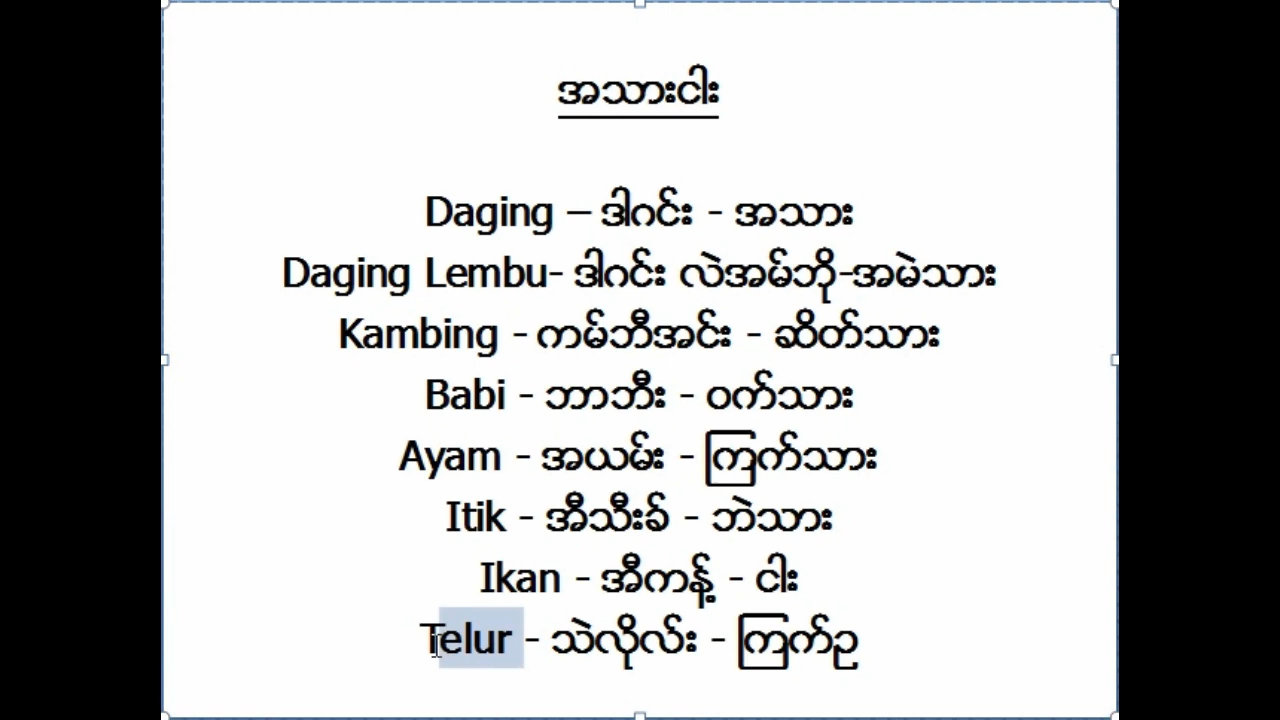 အသားငါး
Daging – ဒါဂင်း - အသား
Daging Lembu- ဒါဂင်း လဲအမ်ဘို-အမဲသား
Kambing - ကမ်ဘီအင်း - ဆိတ်သား
Babi - ဘာဘီး - ဝက်သား
Ayam - အယမ်း - ကြက်သား
Itik - အီသီးခ် - ဘဲသား
Ikan - အီကန့် - ငါး
Telur - သဲလိုလ်း - ကြက်ဥ